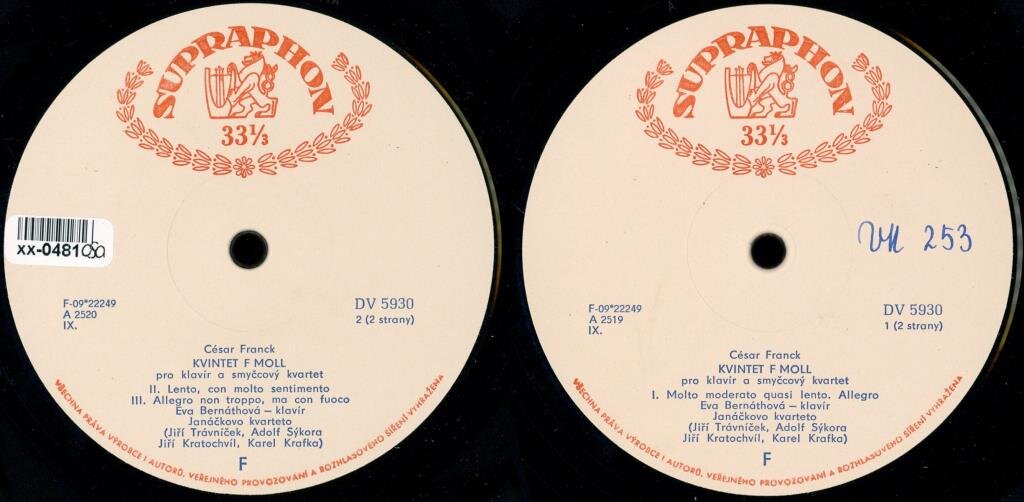 SUPRAPHON
33⅓
xx-0481
F-09*22249
A 2520
IX.
DV 5930
2 (2 strany)
César Franck
KVINTET F MOLL
pro klavír a smyčcový kvartet
II. Lento, con molto sentimento
III. Allegro non troppo, ma con fuoco
Eva Bernáthová – klavír
Janáčkovo kvarteto
(Jiří Trávníček, Adolf Sýkora
Jiří Kratochvíl, Karel Krafka)
F
VŠECHNA PRÁVA VÝROBCE I AUTORŮ, VEŘEJNÉHO PROVOZOVÁNÍ A ROZHLASOVÉHO ŠÍŘENÍ VYHRAŽENA
SUPRAPHON
33⅓
253
F-09*22249
A 2519
IX.
DV 5930
1 (2 strany)
César Franck
KVINTET F MOLL
pro klavír a smyčcový kvartet
I. Molto moderato quasi lento. Allegro
Eva Bernáthová – klavír
Janáčkovo kvarteto
(Jiří Trávníček, Adolf Sýkora
Jiří Kratochvíl, Karel Krafka)
F
VŠECHNA PRÁVA VÝROBCE I AUTORŮ, VEŘEJNÉHO PROVOZOVÁNÍ A ROZHLASOVÉHO ŠÍŘENÍ VYHRAŽENA